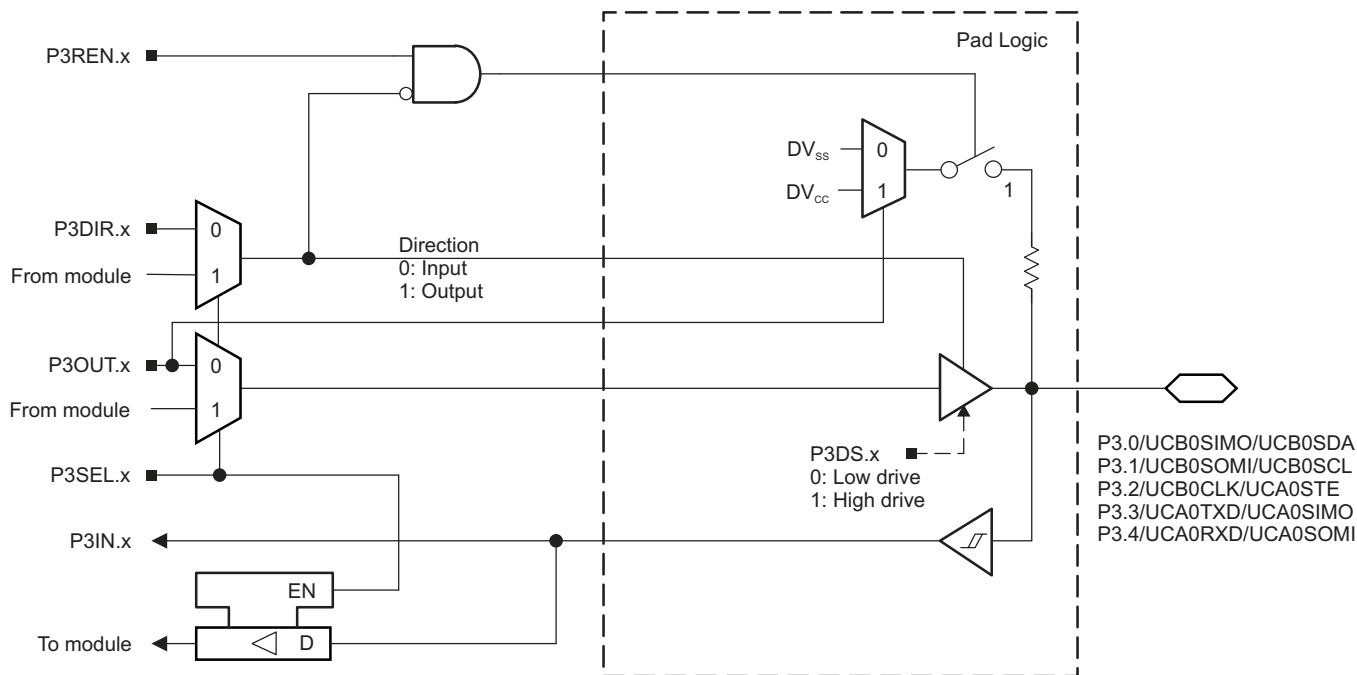 Pad Logic
P3REN.x
DVSS
0
DVCC
1
1
P3DIR.x
0
From module
1
Direction
0: Input
1: Output
P3OUT.x
0
From module
1
P3DS.x
0: Low drive
1: High drive
P3SEL.x
P3IN.x
EN
To module
D
P3.0/UCB0SIMO/UCB0SDA
P3.1/UCB0SOMI/UCB0SCL
P3.2/UCB0CLK/UCA0STE
P3.3/UCA0TXD/UCA0SIMO
P3.4/UCA0RXD/UCA0SOMI